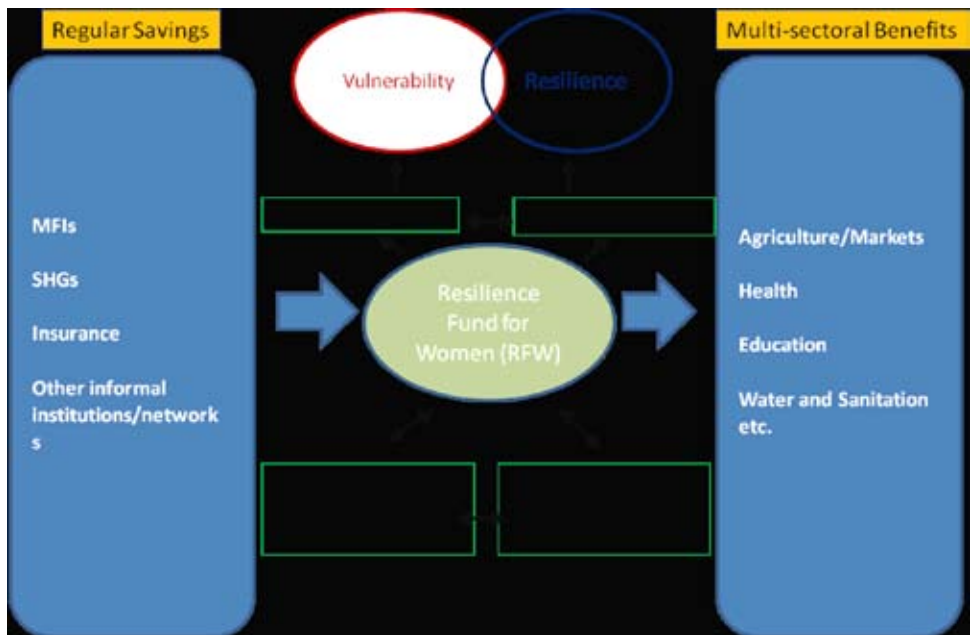 Regular Savings
Multi-sectoral Benefits
Vulnerability
Resilience
MFIs
SHGs
Insurance
Other informal
institutions/network
s
Resilience
Fund for
Women (RFW)
Agriculture/Markets
Health
Education
Water and Sanitation
etc.